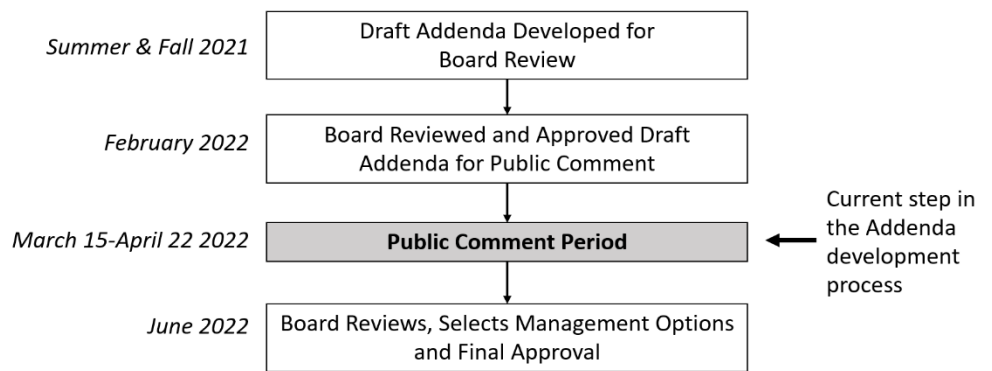 Summer & Fall 2021
Draft Addenda Developed for
Board Review
February 2022
Board Reviewed and Approved Draft
Addenda for Public Comment
March 15-April 22 2022
Public Comment Period
Current step in
the Addenda
development
process
June 2022
Board Reviews, Selects Management Options
and Final Approval